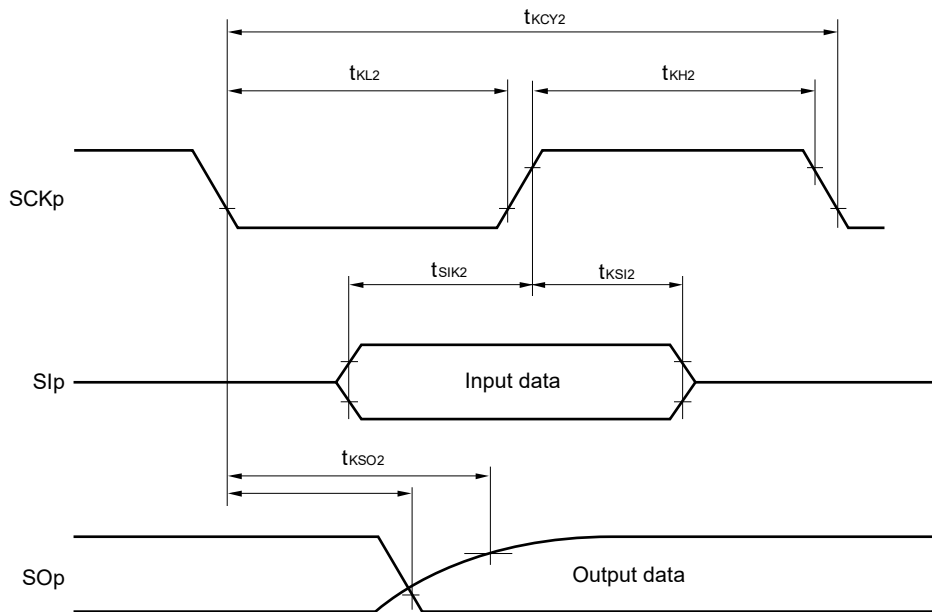 tKCY2
tKL2
tKH2
SCKp
tSIK2
tKSI2
SIp
Input data
tKSO2
SOp
Output data